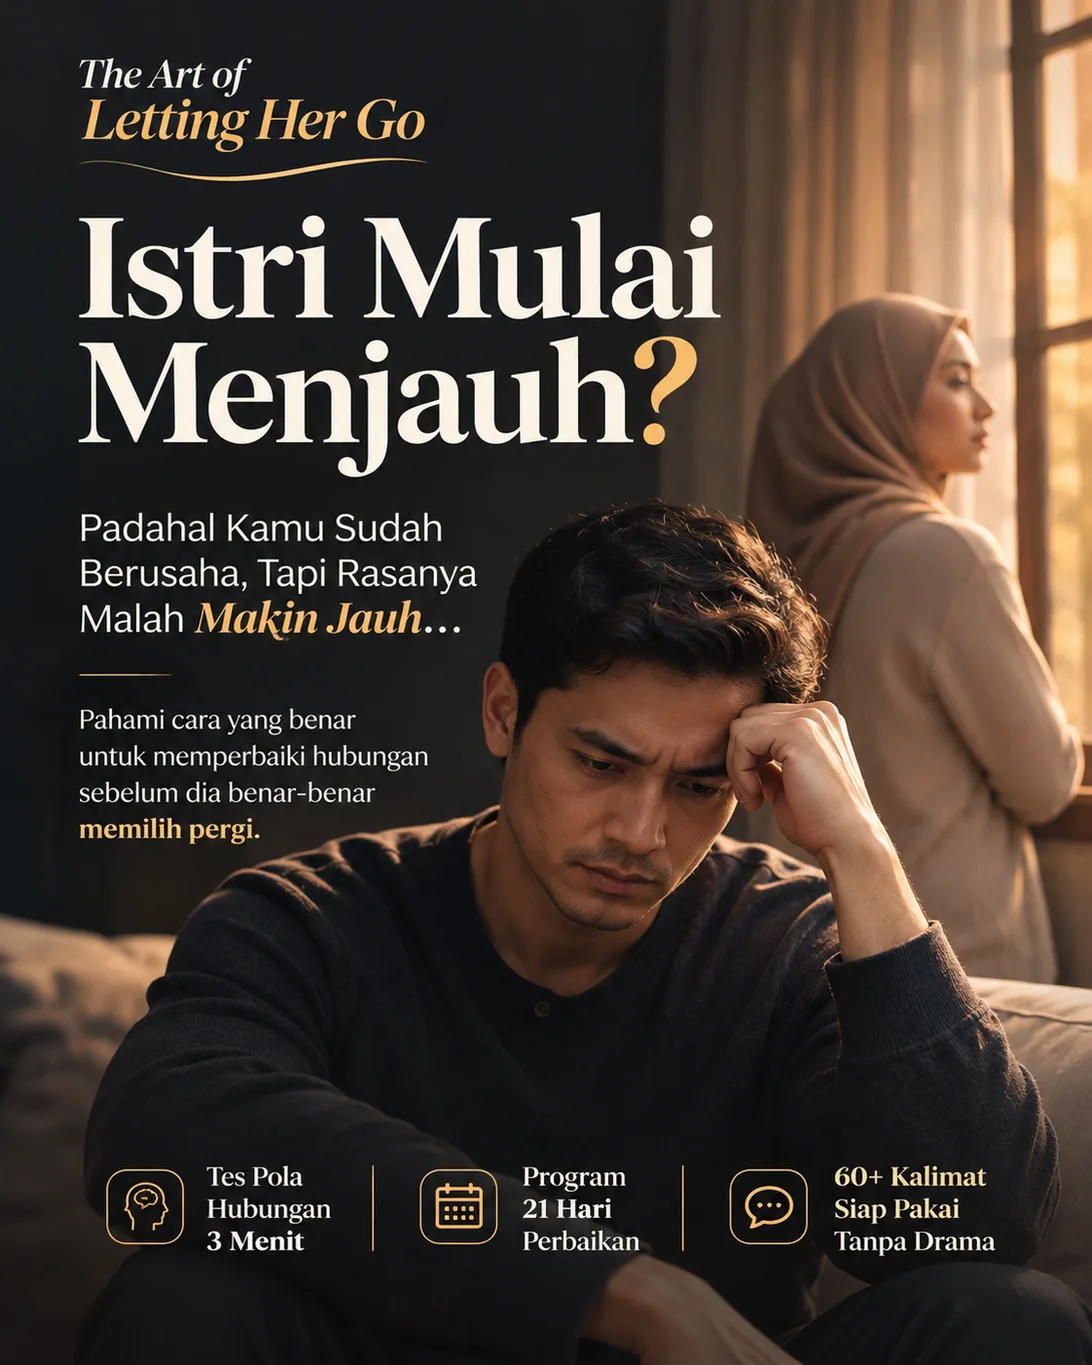 The Art of
Letting Her Go
Istri Mulai
Menjauh?
Padahal Kamu Sudah
Berusaha, Tapi Rasanya
Malah Makin Jauh...
Pahami cara yang benar
untuk memperbaiki hubungan
sebelum dia benar-benar
memilih pergi.
Tes Pola
Hubungan
3 Menit
Program
21 Hari
Perbaikan
60+ Kalimat
Siap Pakai
Tanpa Drama